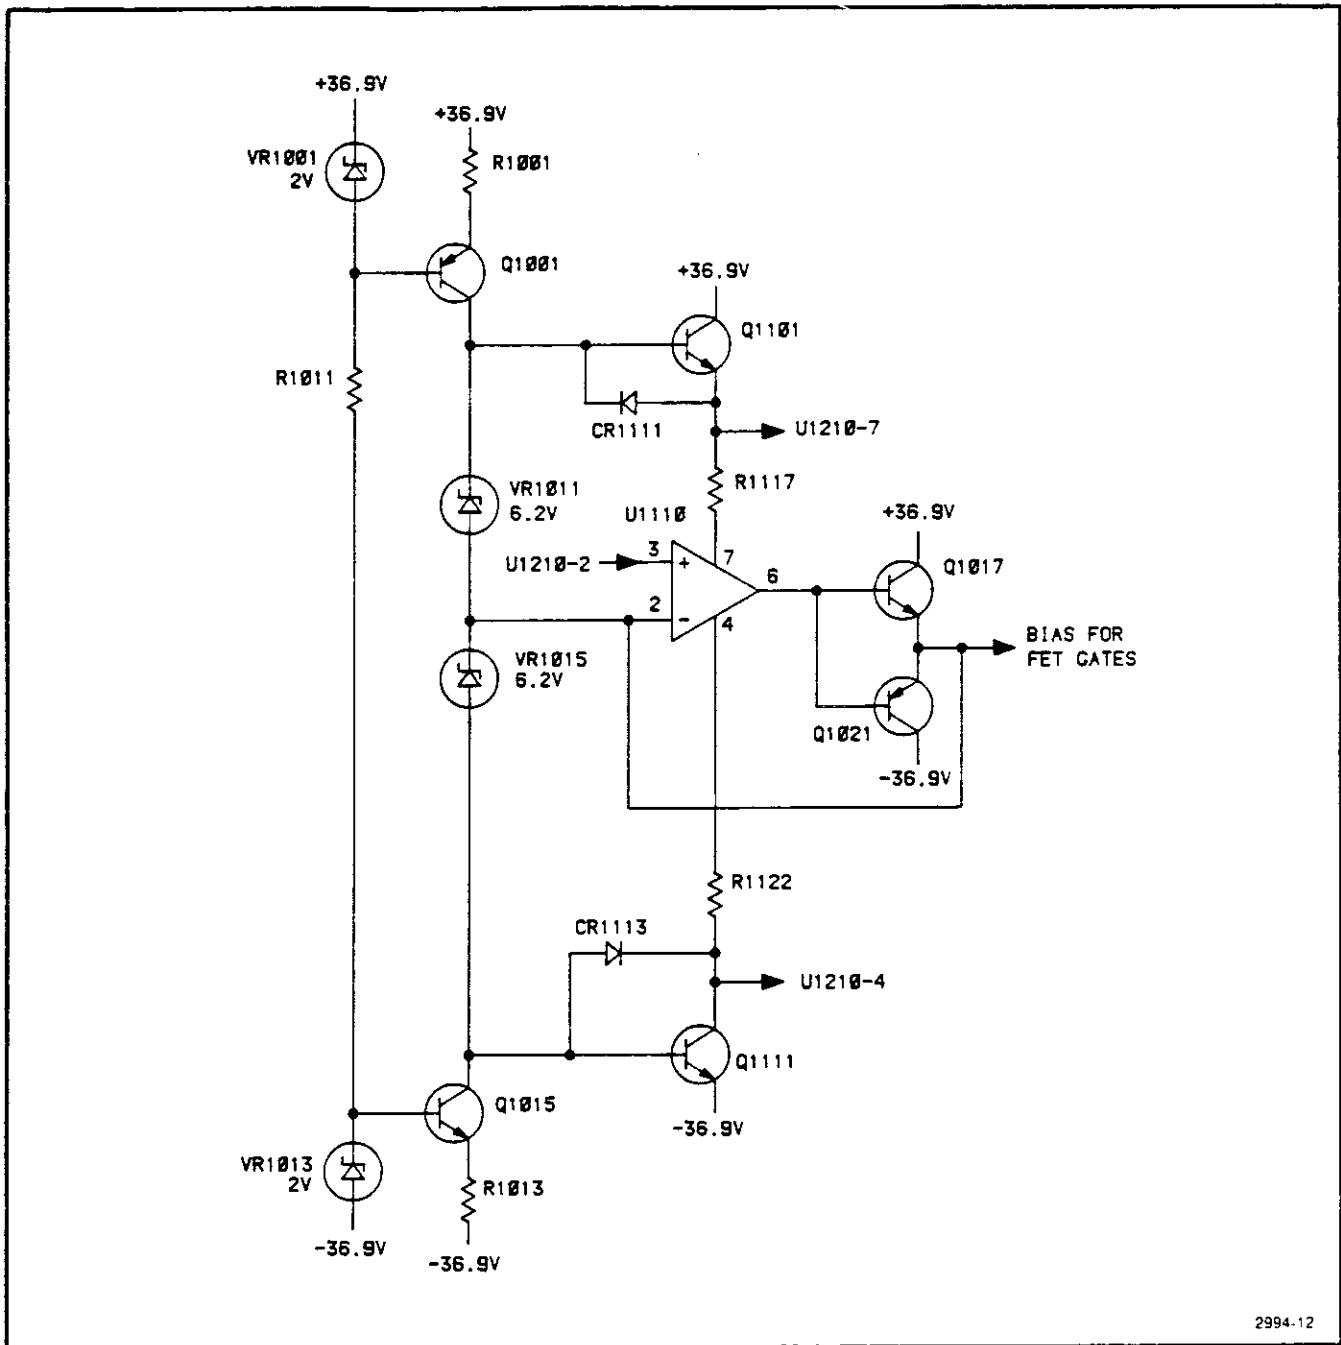 +36.9V
+36.9V
VR1001
2V
R1001
Q1001
+36.9V
Q1101
R1011
CR1111
U1210-7
R1117
VR1011
6.2V
U1110
+36.9V
U1210-2
3
+
7
6
Q1017
2
-
4
BIAS FOR
FET GATES
VR1015
6.2V
Q1021
-36.9V
R1122
CR1113
U1210-4
Q1111
Q1015
-36.9V
VR1013
2V
R1013
-36.9V
-36.9V
2994-12